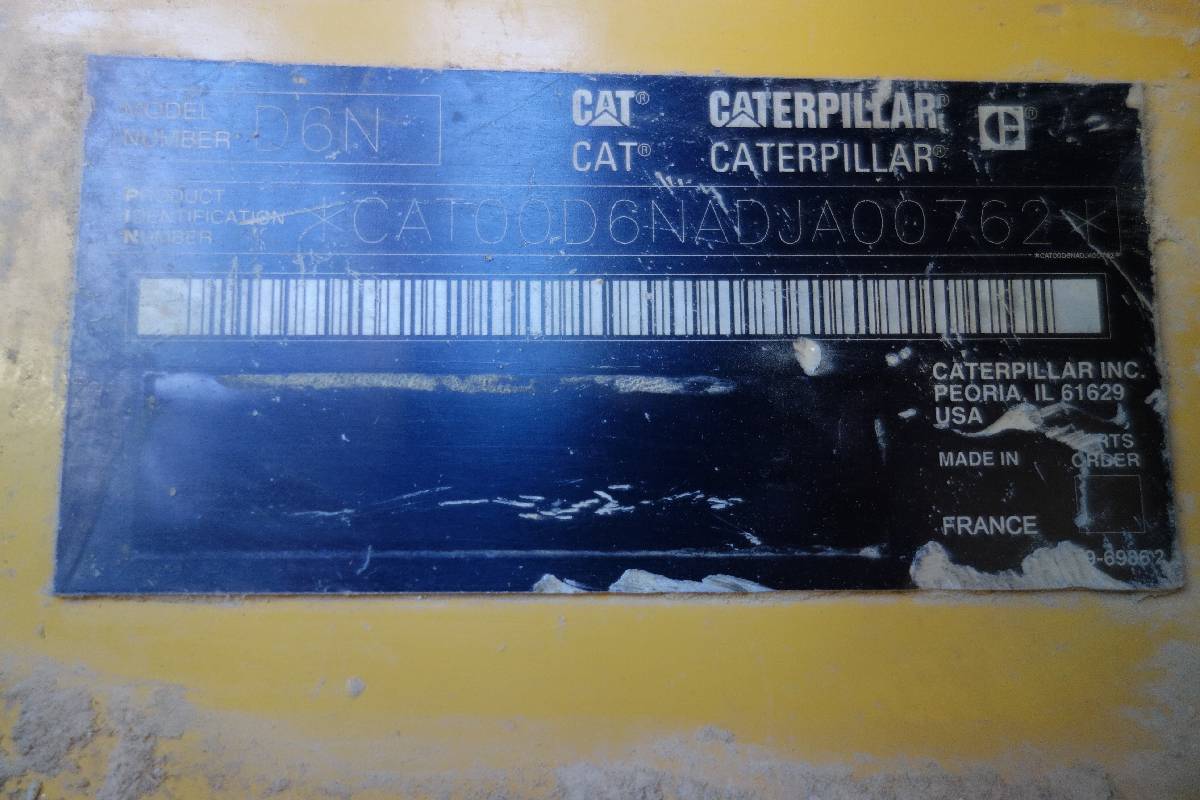 MODEL
NUMBER D6N
CAT® CATERPILLAR®
CAT® CATERPILLAR®
PRODUCT
IDENTIFICATION
NUMBER
*CAT00D6NADJA00762*
*CAT00D6NADJA00762*
CATERPILLAR INC.
PEORIA, IL 61629
USA
MADE IN
ORDER
FRANCE